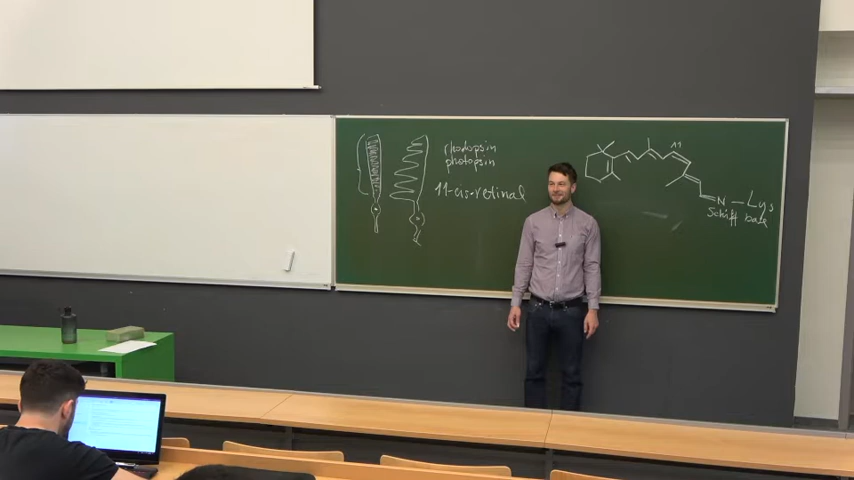 rhodopsin
photopsin
11-cis-retinal
11
N - Lys
Schiff base